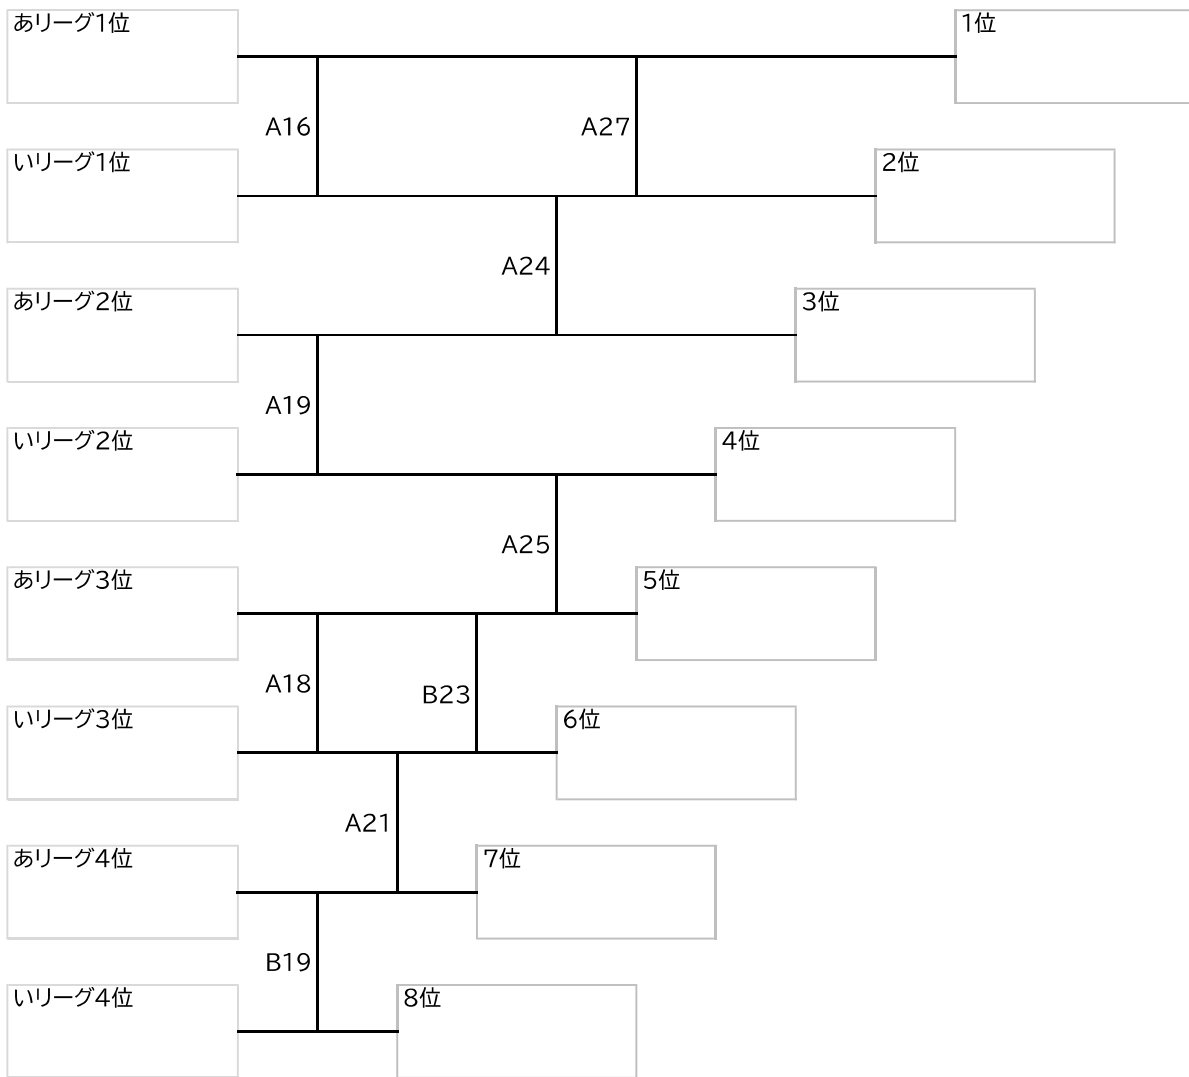 あリーグ1位
1位
A16
A27
いリーグ1位
2位
A24
あリーグ2位
3位
A19
いリーグ2位
4位
A25
あリーグ3位
5位
A18
B23
いリーグ3位
6位
A21
あリーグ4位
7位
B19
いリーグ4位
8位